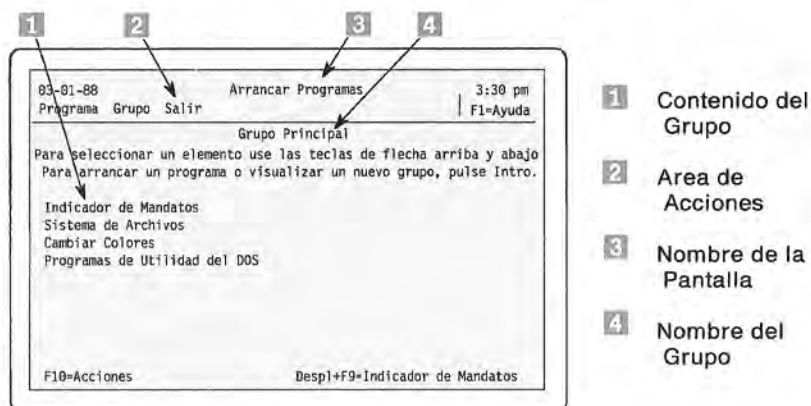 1 2 3 4
03-01-88 Arrancar Programas 3:30 pm
Programa Grupo Salir F1=Ayuda
Grupo Principal
Para seleccionar un elemento use las teclas de flecha arriba y abajo
Para arrancar un programa o visualizar un nuevo grupo, pulse Intro.
Indicador de Mandatos
Sistema de Archivos
Cambiar Colores
Programas de Utilidad del DOS
F10=Acciones Despl+F9=Indicador de Mandatos
1 Contenido del
Grupo
2 Area de
Acciones
3 Nombre de la
Pantalla
4 Nombre del
Grupo